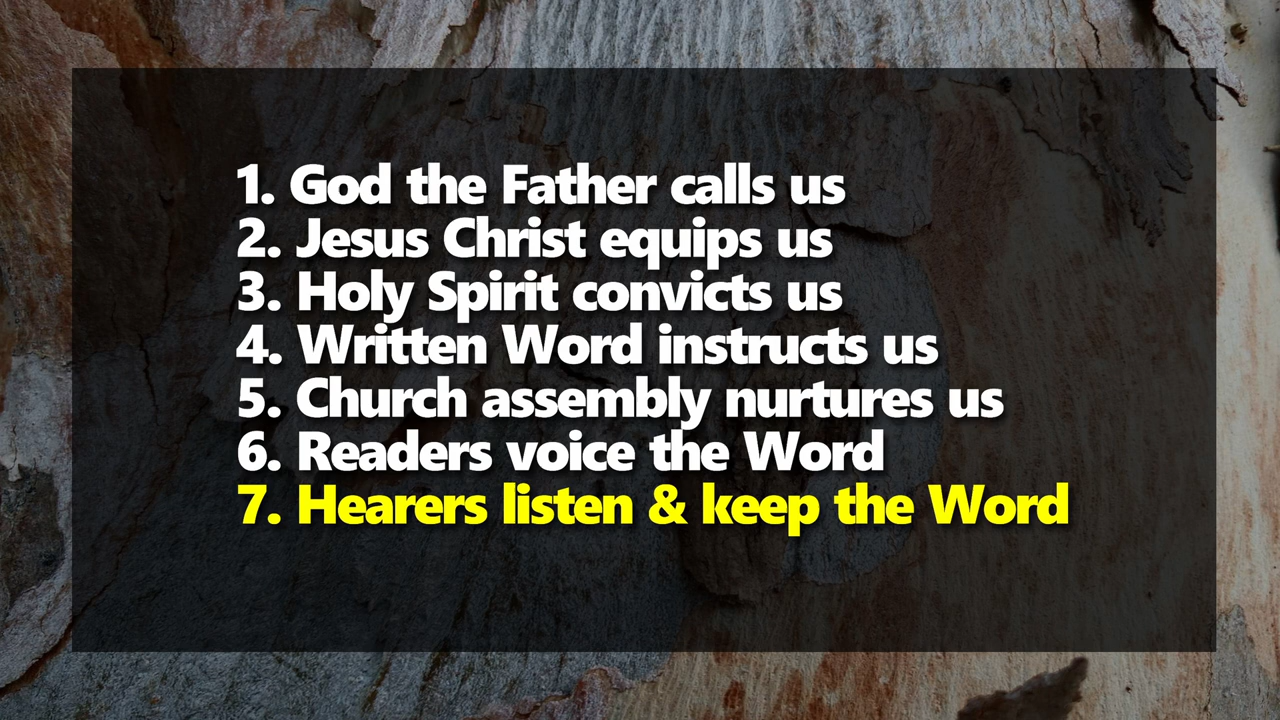 1. God the Father calls us
2. Jesus Christ equips us
3. Holy Spirit convicts us
4. Written Word instructs us
5. Church assembly nurtures us
6. Readers voice the Word
7. Hearers listen & keep the Word